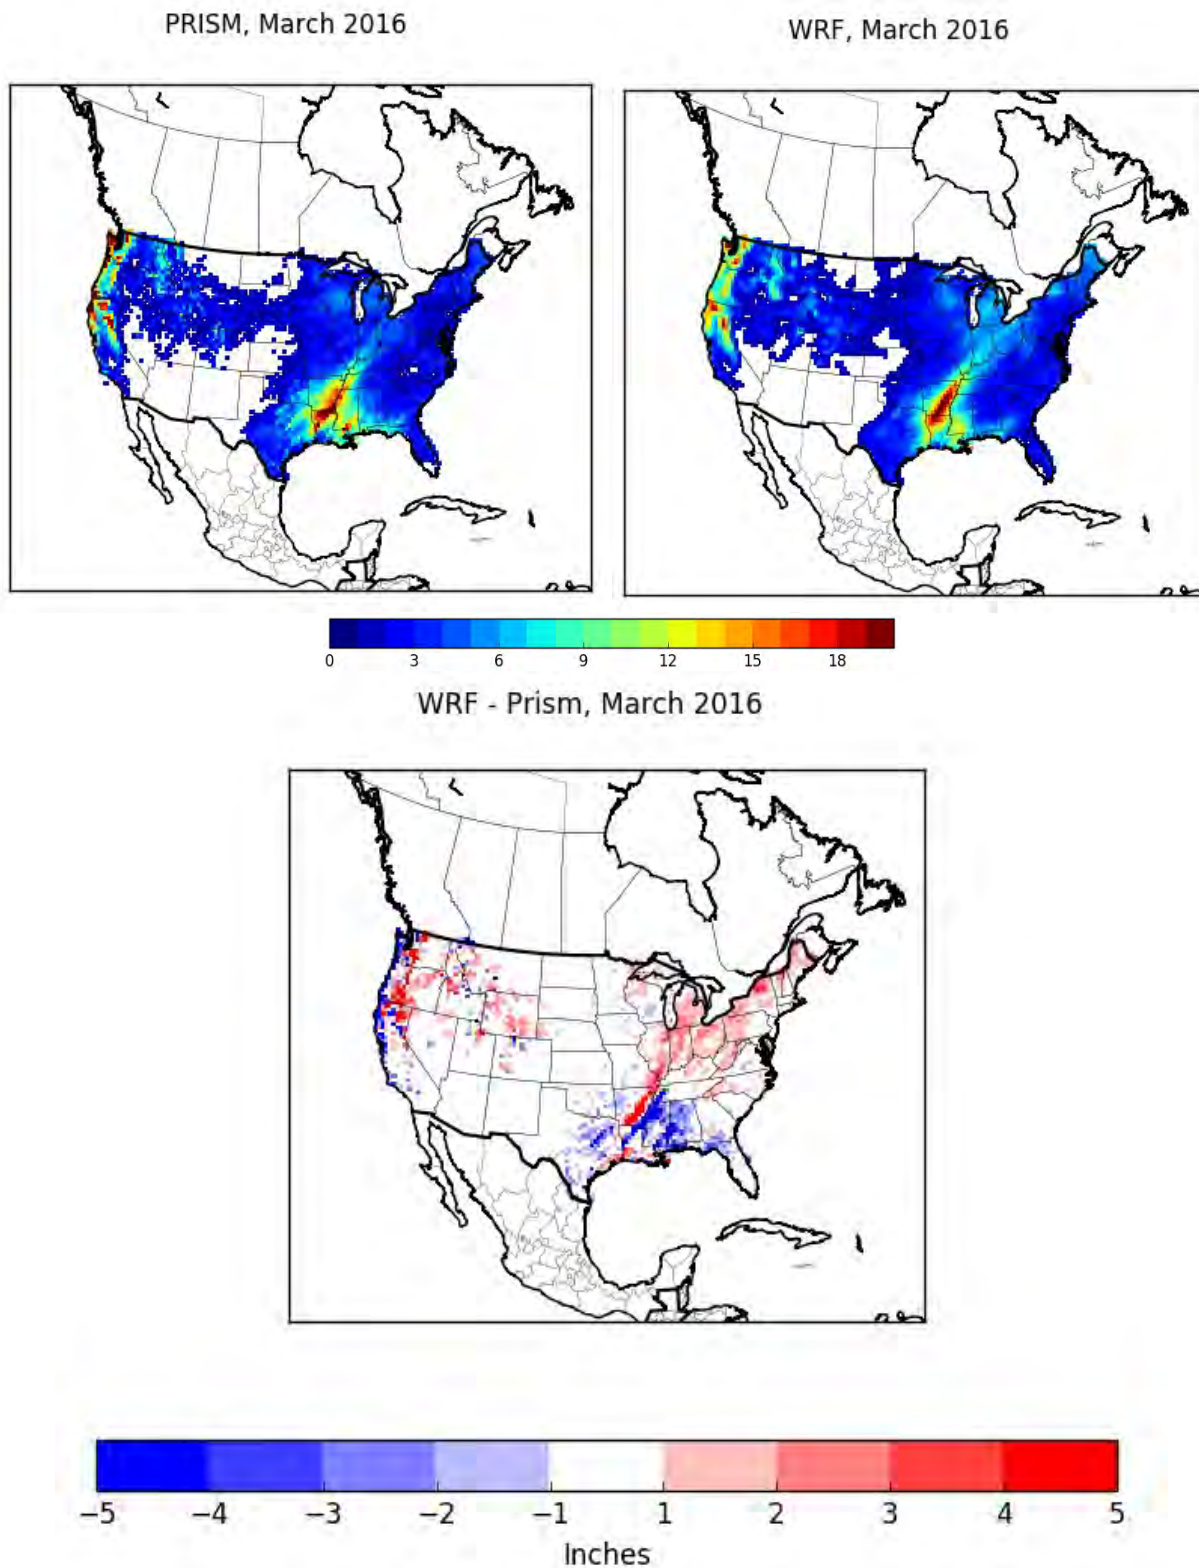 PRISM, March 2016
WRF, March 2016
0 3 6 9 12 15 18
WRF - Prism, March 2016
−5 −4 −3 −2 −1 1 2 3 4 5
Inches